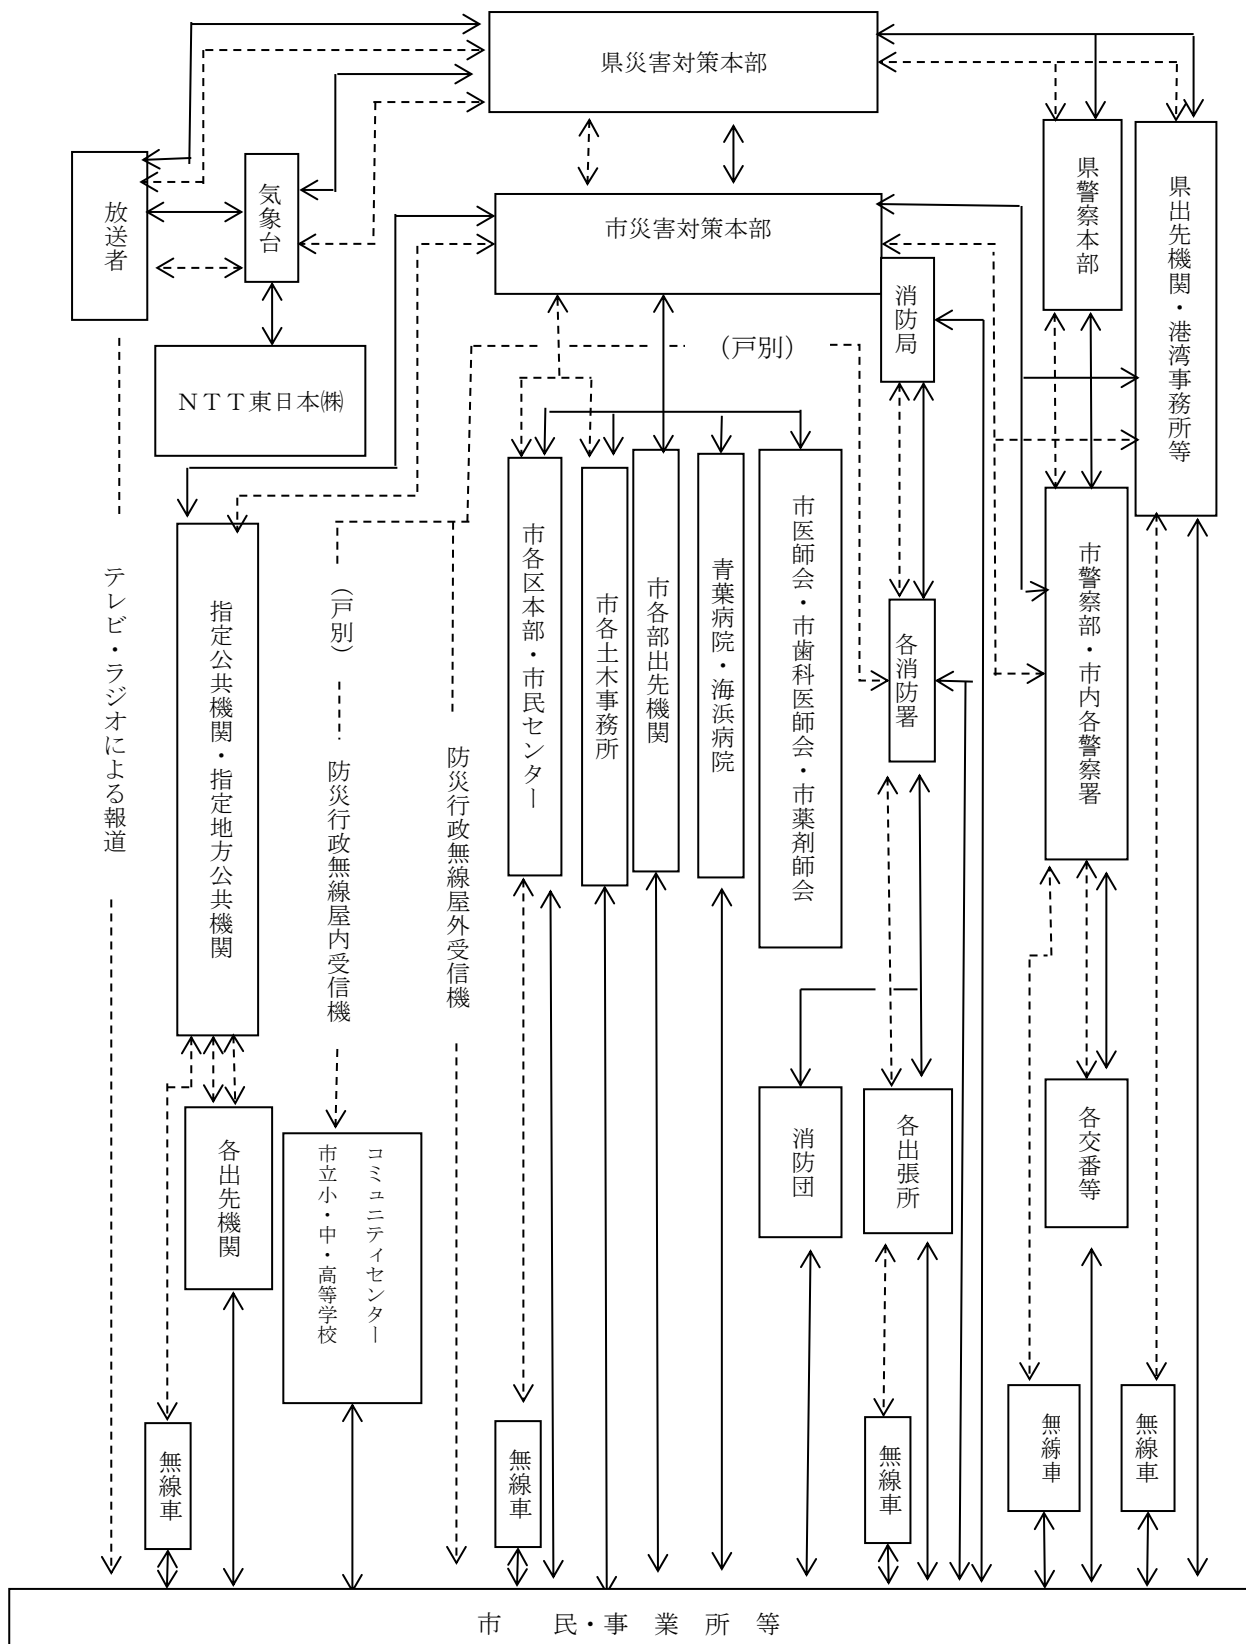 県災害対策本部
放送者
気象台
県警察本部
県出先機関・港湾事務所等
市災害対策本部
消防局
(戸別)
ＮＴＴ東日本㈱
市各区本部・市民センター
市各土木事務所
市各部出先機関
青葉病院・海浜病院
市医師会・市歯科医師会・市薬剤師会
各消防署
市警察部・市内各警察署
テレビ・ラジオによる報道
指定公共機関・指定地方公共機関
(戸別)
防災行政無線屋内受信機
防災行政無線屋外受信機
各出先機関
コミュニティセンター
市立小・中・高等学校
消防団
各出張所
各交番等
無線車
無線車
無線車
無線車
無線車
市　民・事　業　所　等